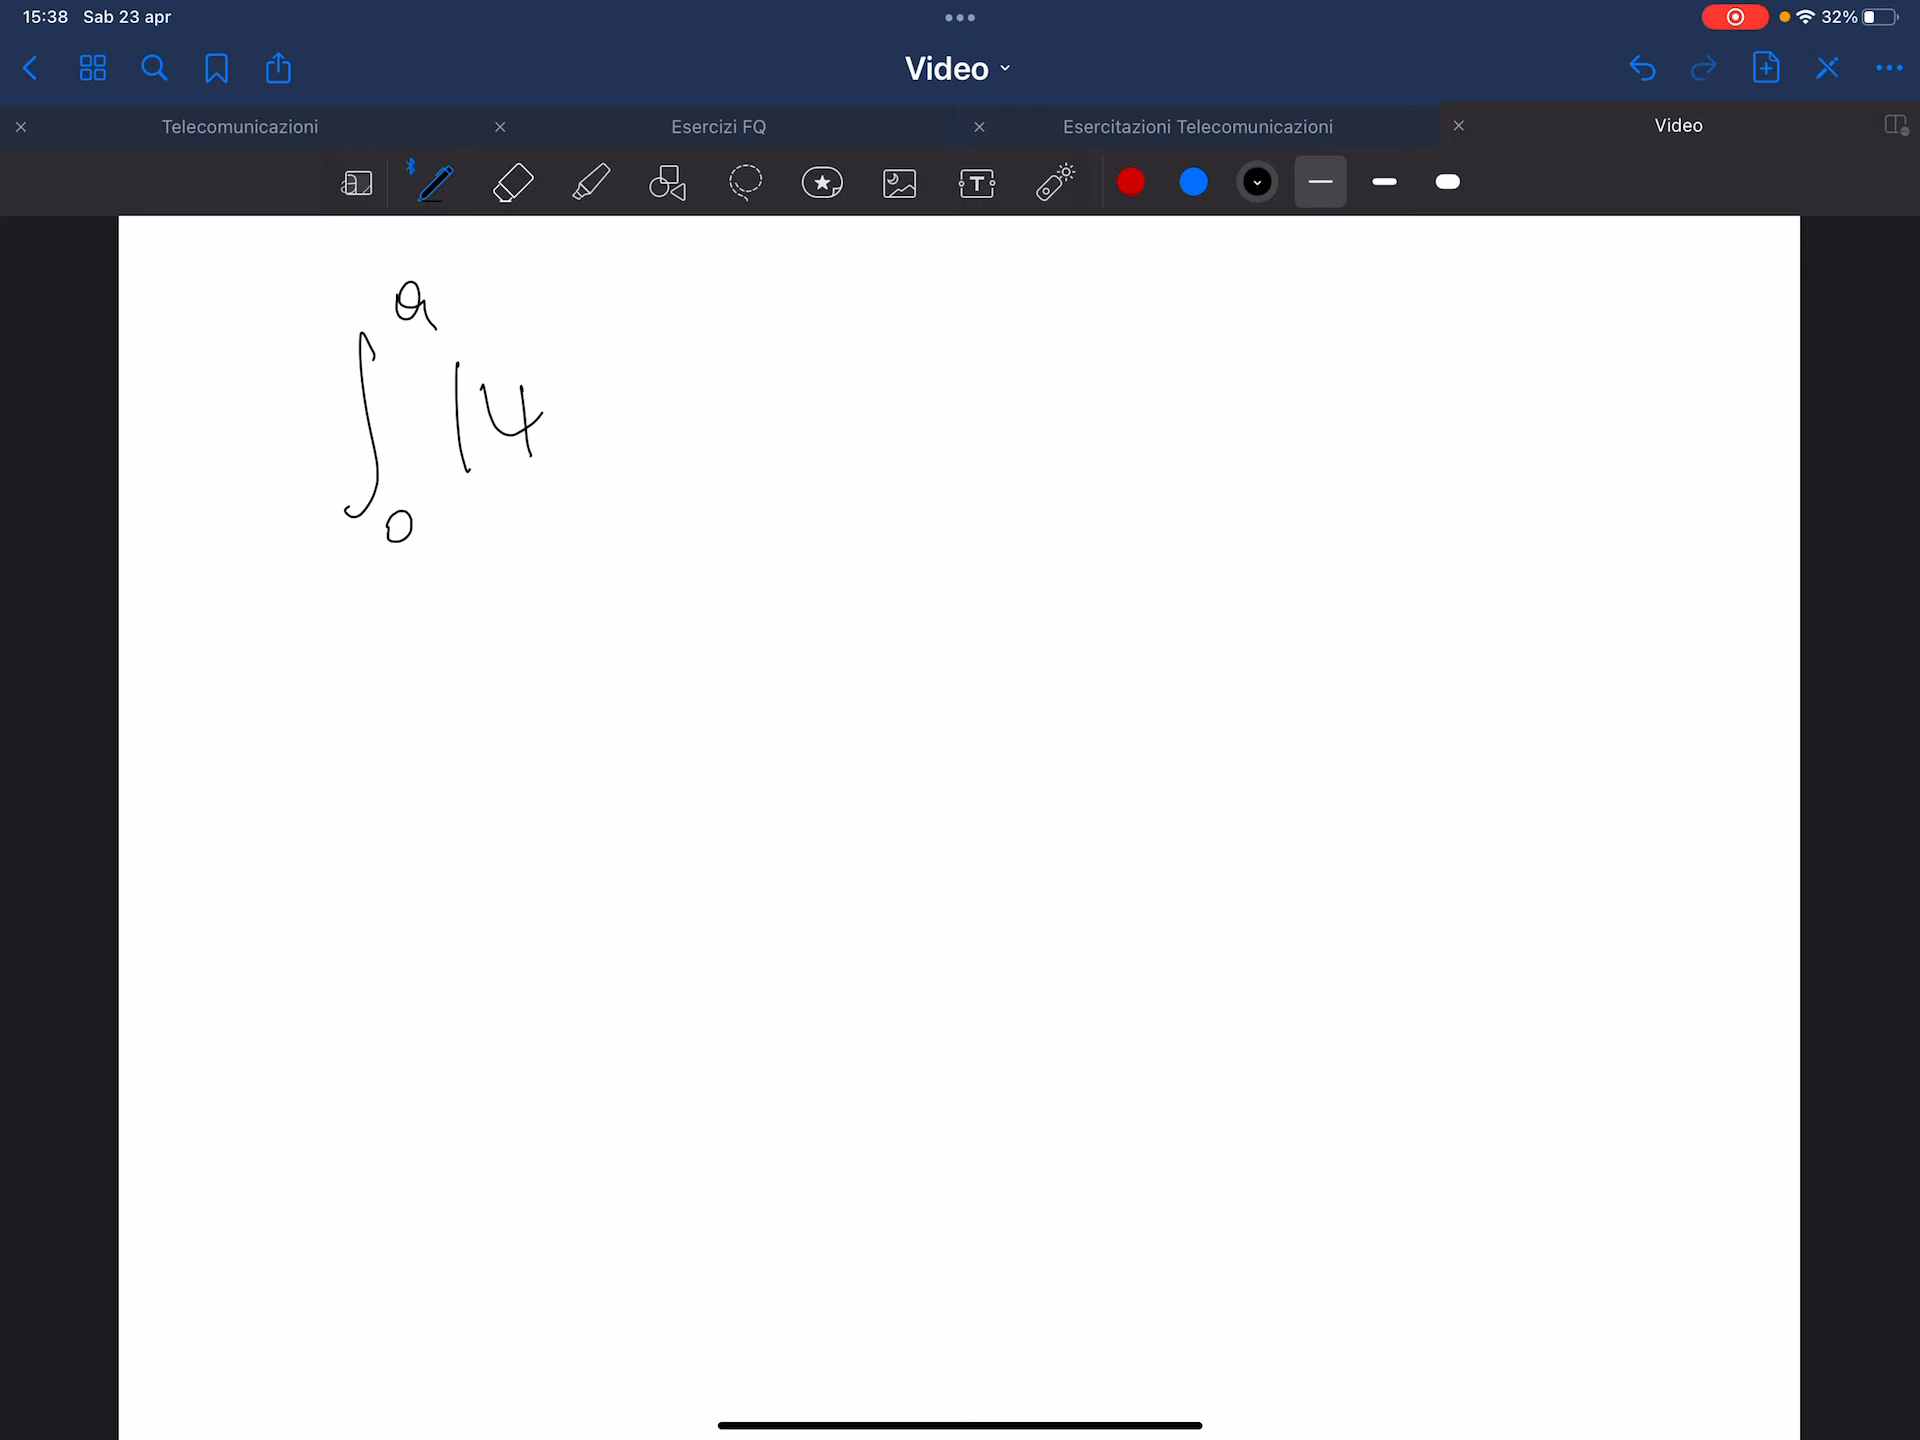 15:38 Sab 23 apr 32%
Video
Telecomunicazioni Esercizi FQ Esercitazioni Telecomunicazioni Video
T
a
∫ |4
0